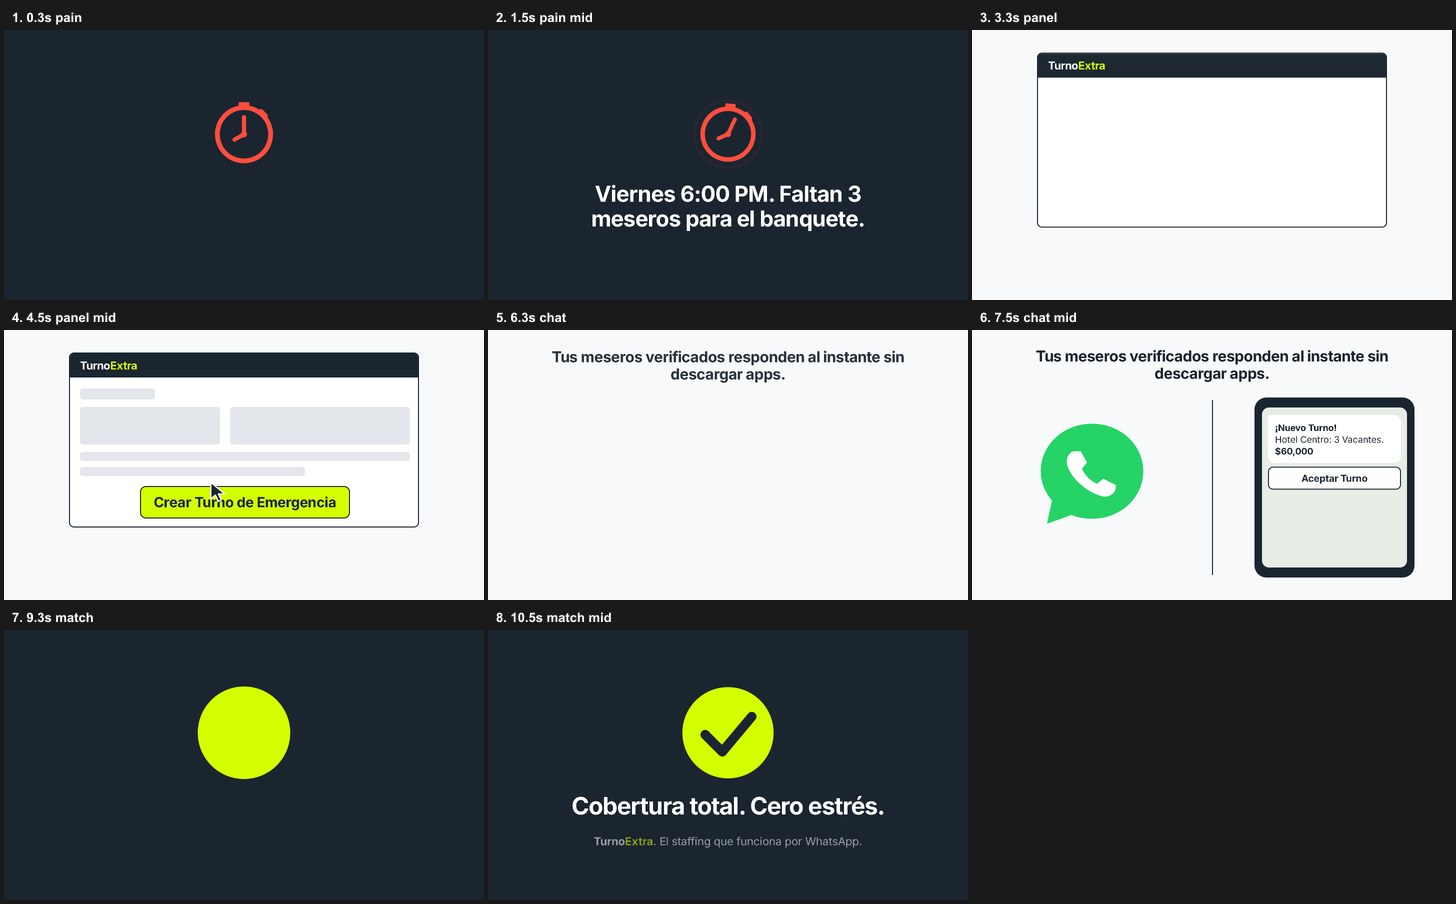 1. 0.3s pain
2. 1.5s pain mid
Viernes 6:00 PM. Faltan 3
meseros para el banquete.
3. 3.3s panel
TurnoExtra
4. 4.5s panel mid
TurnoExtra
Crear Turno de Emergencia
5. 6.3s chat
Tus meseros verificados responden al instante sin
descargar apps.
6. 7.5s chat mid
Tus meseros verificados responden al instante sin
descargar apps.
¡Nuevo Turno!
Hotel Centro: 3 Vacantes.
$60,000
Aceptar Turno
7. 9.3s match
8. 10.5s match mid
Cobertura total. Cero estrés.
TurnoExtra. El staffing que funciona por WhatsApp.